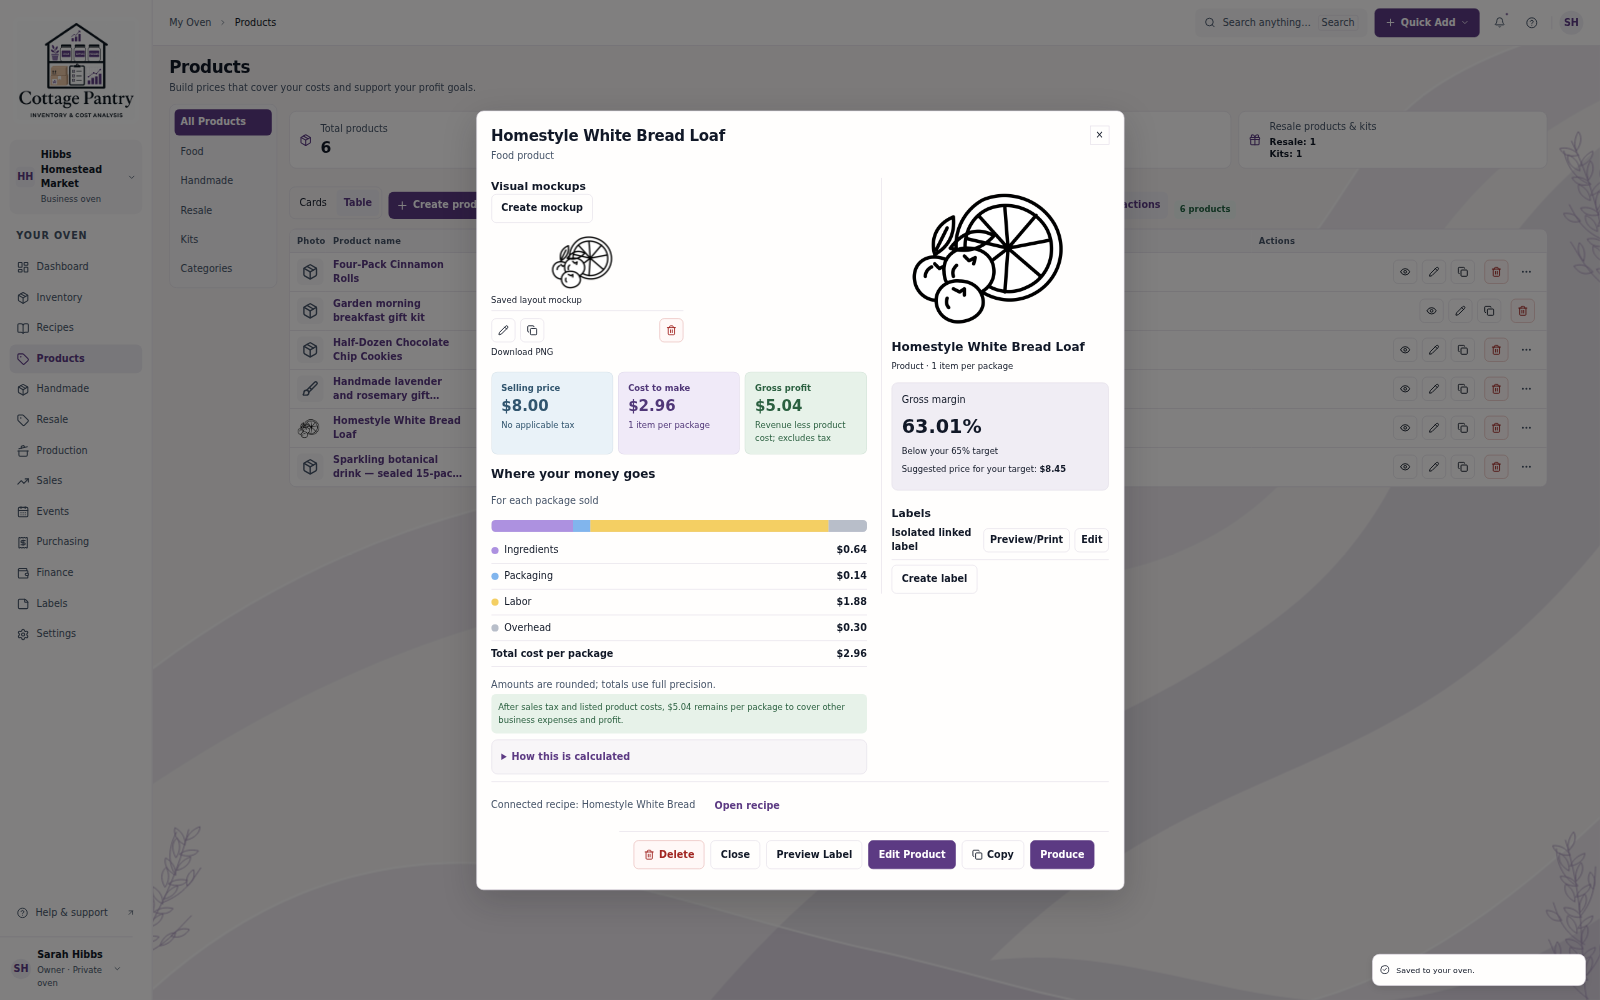 Cottage Pantry
INVENTORY & COST ANALYSIS
HH
Hibbs
Homestead
Market
Business oven
YOUR OVEN
Dashboard
Inventory
Recipes
Products
Handmade
Resale
Production
Sales
Events
Purchasing
Finance
Labels
Settings
Help & support
SH
Sarah Hibbs
Owner · Private
oven
My Oven › Products
Search anything... Search
+ Quick Add
SH
Products
Build prices that cover your costs and support your profit goals.
All Products
Food
Handmade
Resale
Kits
Categories
Total products
6
Resale products & kits
Resale: 1
Kits: 1
Cards Table + Create prod
actions 6 products
Photo Product name Actions
Four-Pack Cinnamon
Rolls
Garden morning
breakfast gift kit
Half-Dozen Chocolate
Chip Cookies
Handmade lavender
and rosemary gift...
Homestyle White Bread
Loaf
Sparkling botanical
drink — sealed 15-pac...
Homestyle White Bread Loaf
Food product
×
Visual mockups
Create mockup
Saved layout mockup
Download PNG
Selling price
$8.00
No applicable tax
Cost to make
$2.96
1 item per package
Gross profit
$5.04
Revenue less product
cost; excludes tax
Where your money goes
For each package sold
Ingredients $0.64
Packaging $0.14
Labor $1.88
Overhead $0.30
Total cost per package $2.96
Amounts are rounded; totals use full precision.
After sales tax and listed product costs, $5.04 remains per package to cover other
business expenses and profit.
How this is calculated
Homestyle White Bread Loaf
Product · 1 item per package
Gross margin
63.01%
Below your 65% target
Suggested price for your target: $8.45
Labels
Isolated linked
label
Preview/Print Edit
Create label
Connected recipe: Homestyle White Bread Open recipe
Delete Close Preview Label Edit Product Copy Produce
Saved to your oven.